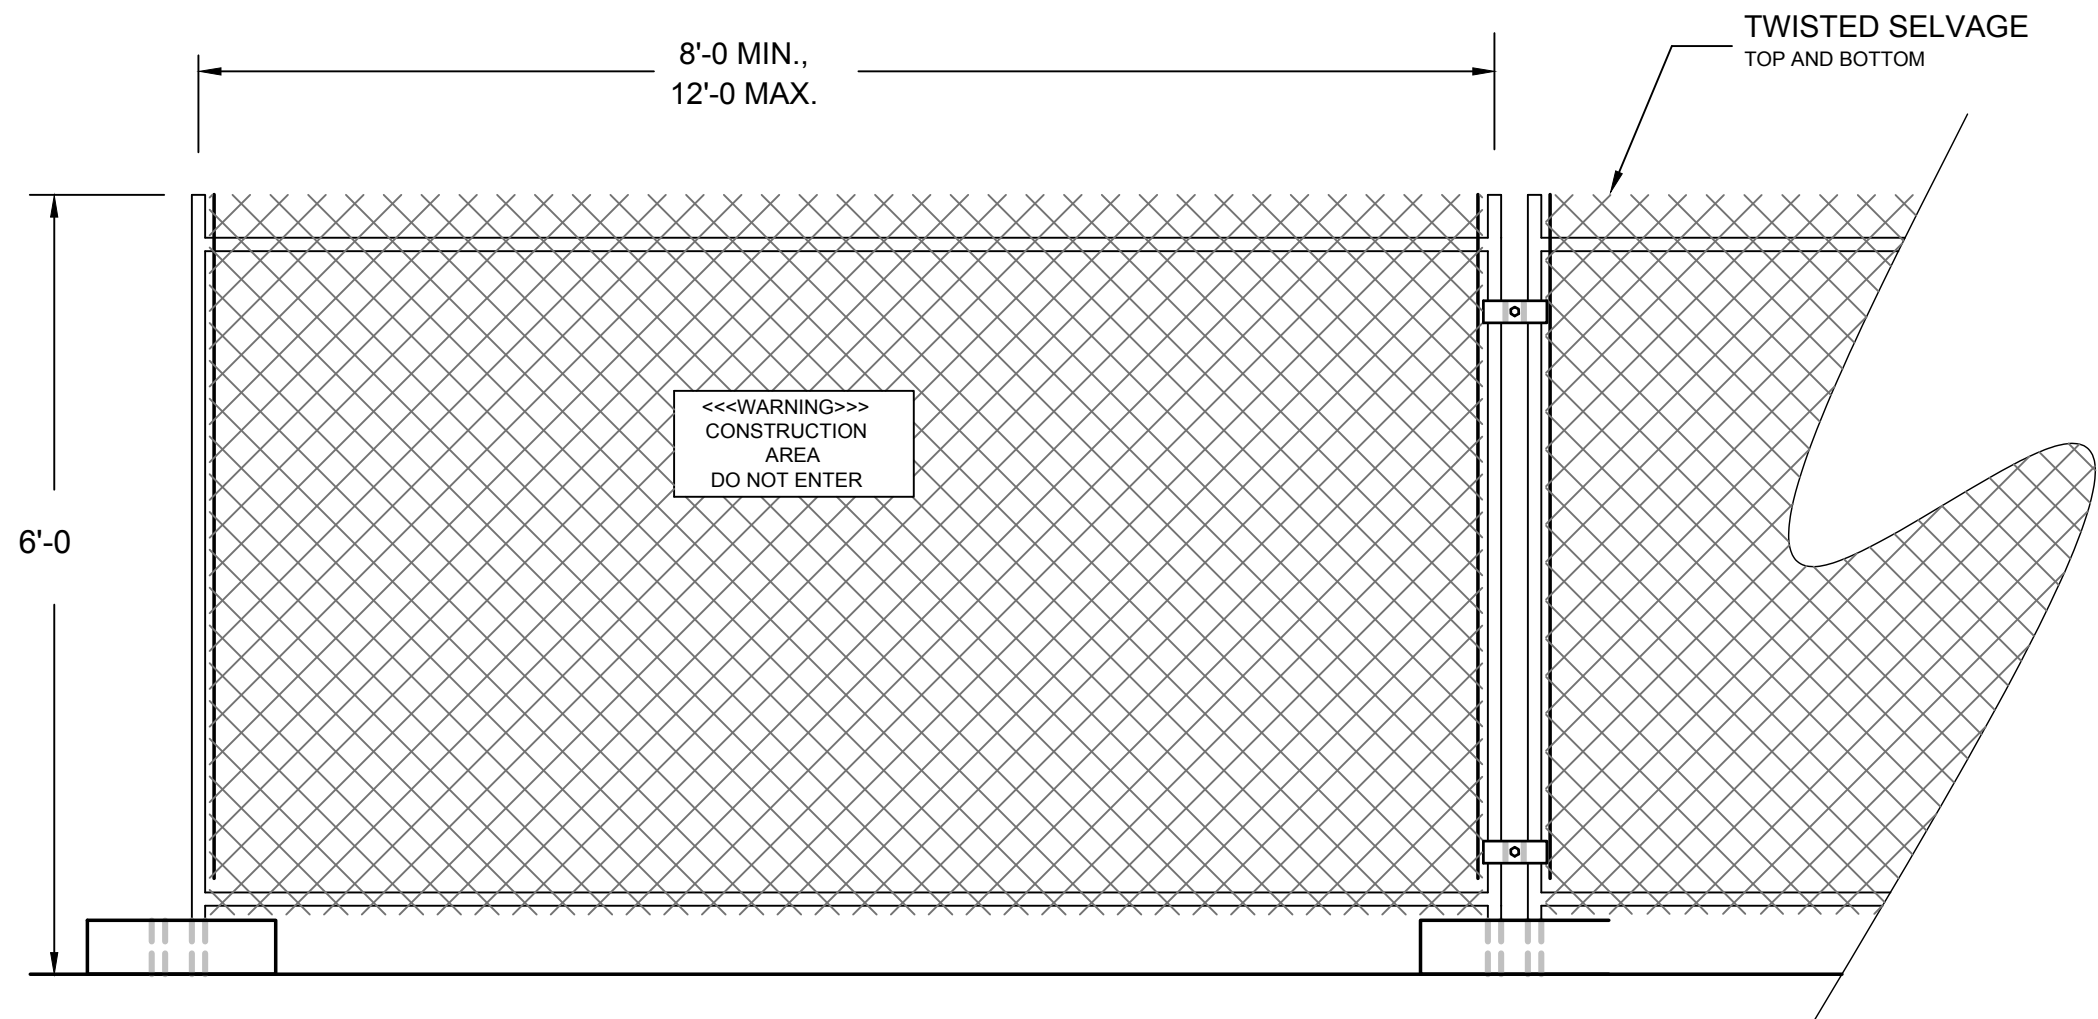 8'-0 MIN.,
12'-0 MAX.
TWISTED SELVAGE
TOP AND BOTTOM
<<<WARNING>>>
CONSTRUCTION
AREA
DO NOT ENTER
6'-0